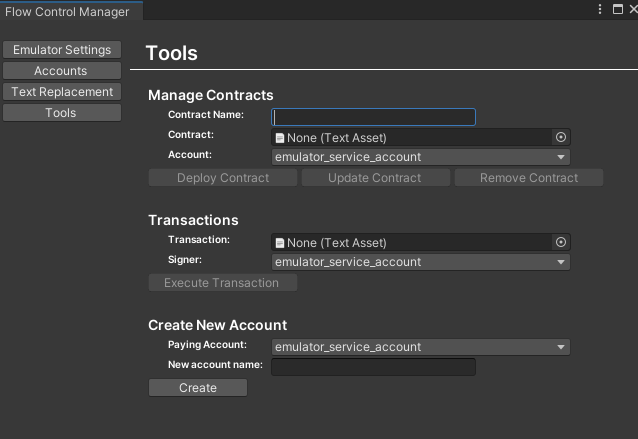 Flow Control Manager
Emulator Settings
Accounts
Text Replacement
Tools
Tools
Manage Contracts
Contract Name:
Contract: None (Text Asset)
Account: emulator_service_account
Deploy Contract Update Contract Remove Contract
Transactions
Transaction: None (Text Asset)
Signer: emulator_service_account
Execute Transaction
Create New Account
Paying Account: emulator_service_account
New account name:
Create